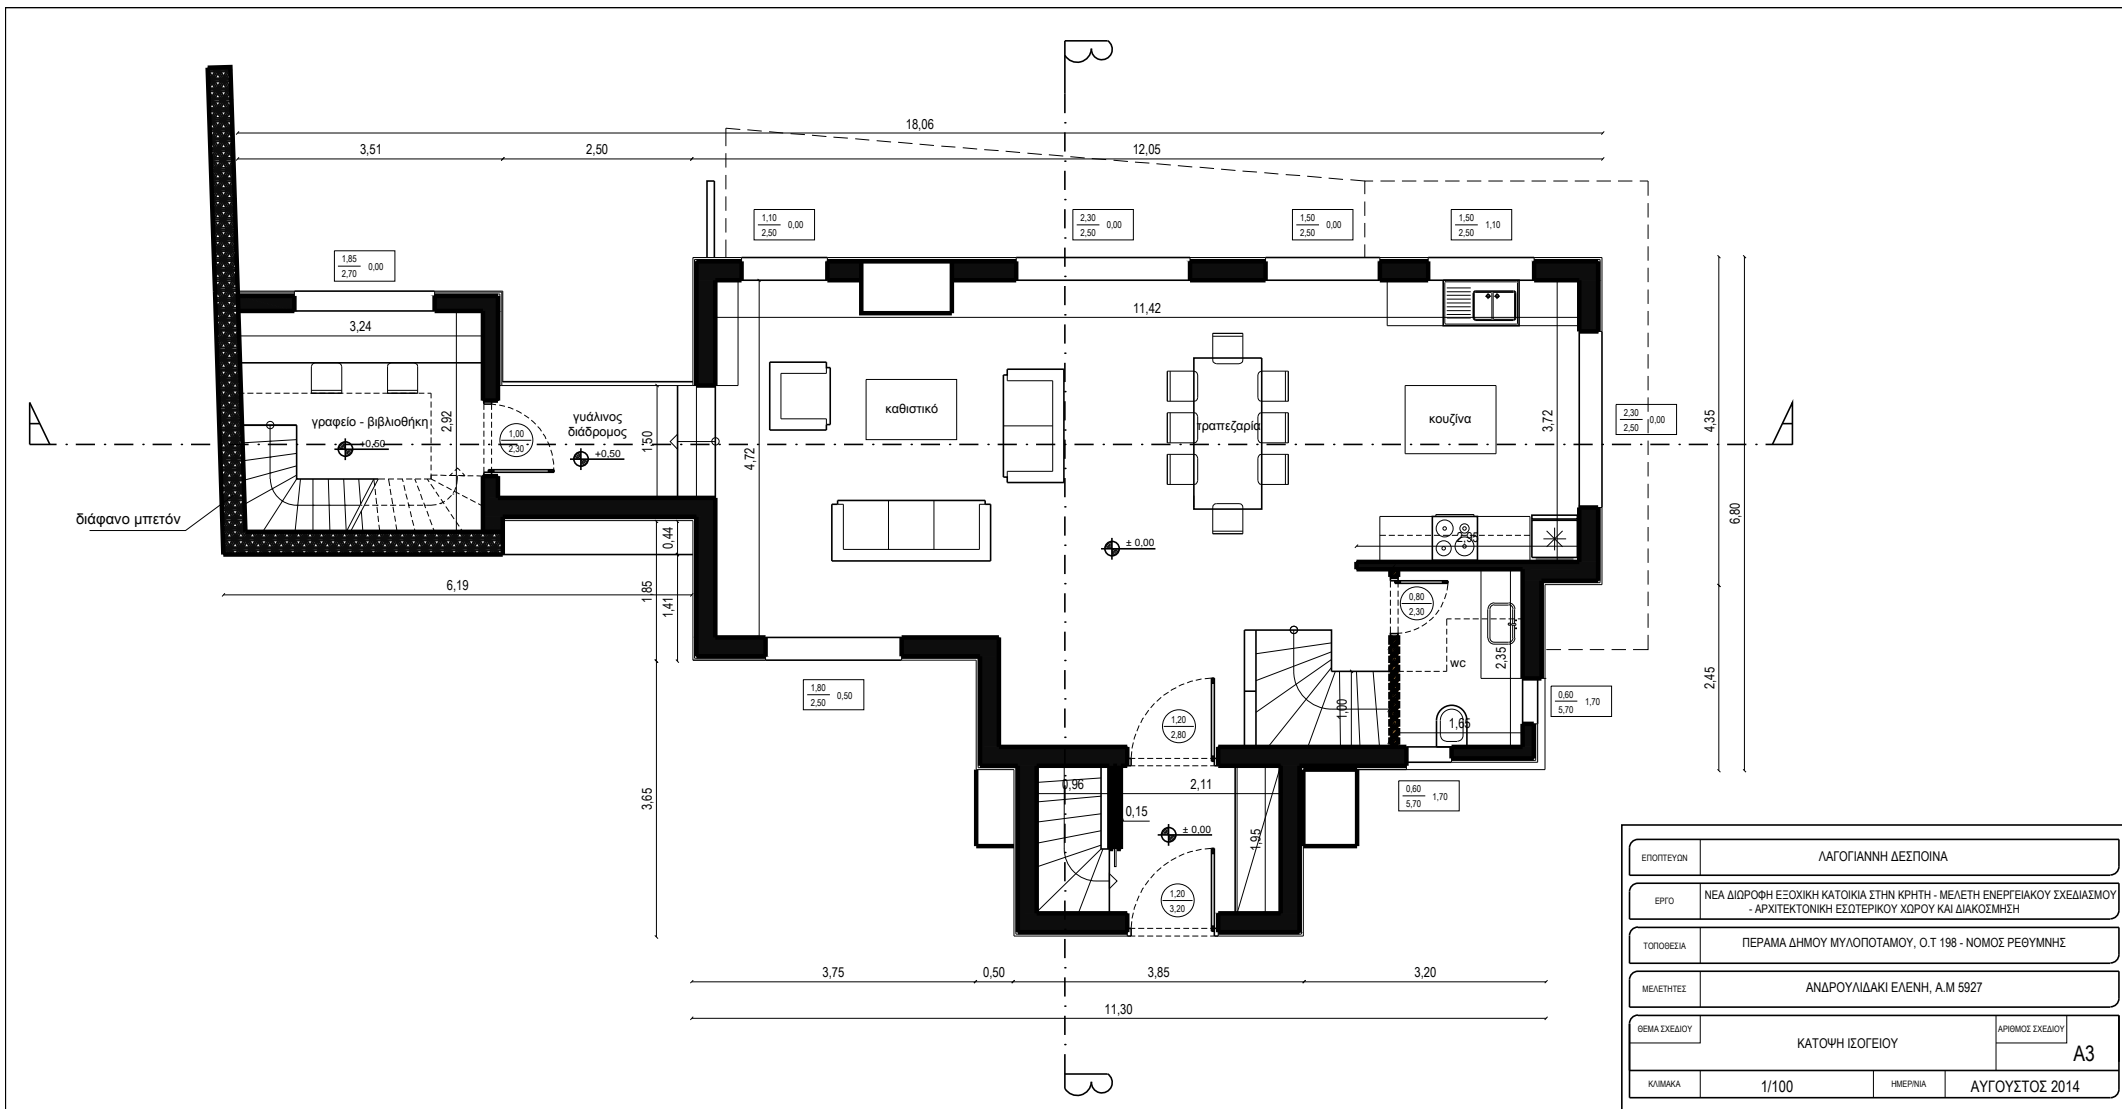 18,06
3,51
2,50
12,05
1,10
2,50
0,00
2,30
2,50
0,00
1,50
2,50
0,00
1,50
2,50
1,10
1,85
2,70
0,00
3,24
11,42
γραφείο - βιβλιοθήκη
+0,50
2,92
1,00
2,30
γυάλινος
διάδρομος
+0,50
1,50
4,72
καθιστικό
τραπεζαρία
κουζίνα
3,72
2,30
2,50
0,00
4,35
6,80
διάφανο μπετόν
0,44
1,85
1,41
6,19
± 0,00
2,95
0,80
2,30
wc
2,35
2,45
1,80
2,50
0,50
1,20
2,80
1,00
1,65
0,60
5,70
1,70
0,60
5,70
1,70
3,65
0,96
2,11
0,15
± 0,00
1,95
1,20
3,20
3,75
0,50
3,85
3,20
11,30
ΕΠΟΠΤΕΥΩΝ
ΛΑΓΟΓΙΑΝΝΗ ΔΕΣΠΟΙΝΑ
ΕΡΓΟ
ΝΕΑ ΔΙΩΡΟΦΗ ΕΞΟΧΙΚΗ ΚΑΤΟΙΚΙΑ ΣΤΗΝ ΚΡΗΤΗ - ΜΕΛΕΤΗ ΕΝΕΡΓΕΙΑΚΟΥ ΣΧΕΔΙΑΣΜΟΥ
- ΑΡΧΙΤΕΚΤΟΝΙΚΗ ΕΣΩΤΕΡΙΚΟΥ ΧΩΡΟΥ ΚΑΙ ΔΙΑΚΟΣΜΗΣΗ
ΤΟΠΟΘΕΣΙΑ
ΠΕΡΑΜΑ ΔΗΜΟΥ ΜΥΛΟΠΟΤΑΜΟΥ, Ο.Τ 198 - ΝΟΜΟΣ ΡΕΘΥΜΝΗΣ
ΜΕΛΕΤΗΤΕΣ
ΑΝΔΡΟΥΛΙΔΑΚΙ ΕΛΕΝΗ, Α.Μ 5927
ΘΕΜΑ ΣΧΕΔΙΟΥ
ΚΑΤΟΨΗ ΙΣΟΓΕΙΟΥ
ΑΡΙΘΜΟΣ ΣΧΕΔΙΟΥ
Α3
ΚΛΙΜΑΚΑ
1/100
ΗΜΕΡ/ΝΙΑ
ΑΥΓΟΥΣΤΟΣ 2014